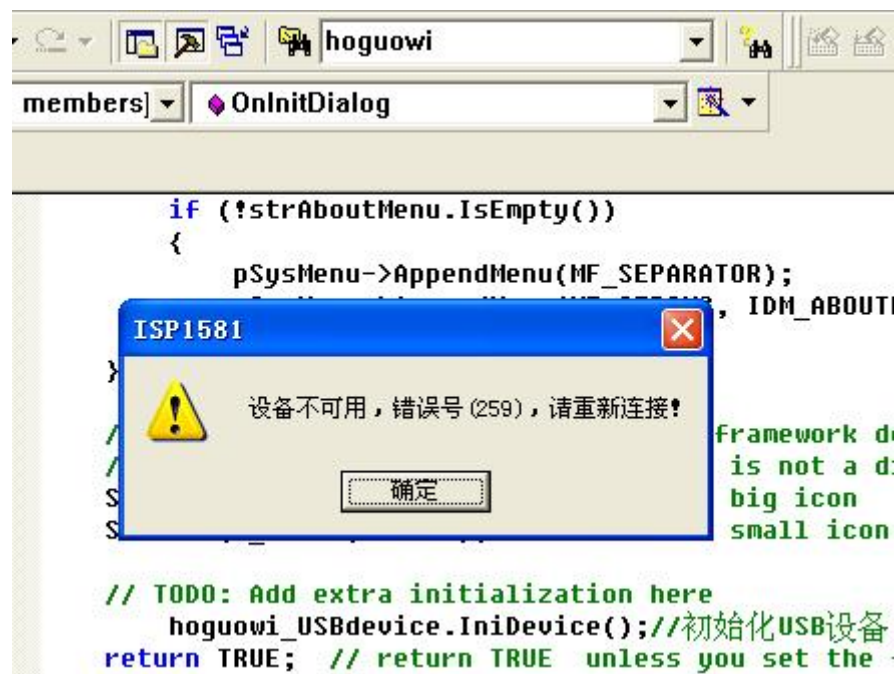 hoguowi
members] OnInitDialog
if (!strAboutMenu.IsEmpty())
{
pSysMenu->AppendMenu(MF_SEPARATOR);
, IDM_ABOUT
ISP1581
}
设备不可用，错误号(259)，请重新连接!
/ framework d
/ is not a d
确定
S big icon
S small icon
// TODO: Add extra initialization here
hoguowi_USBdevice.IniDevice();//初始化USB设备
return TRUE; // return TRUE unless you set the